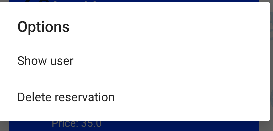 Options
Show user
Delete reservation
Price: 35.0